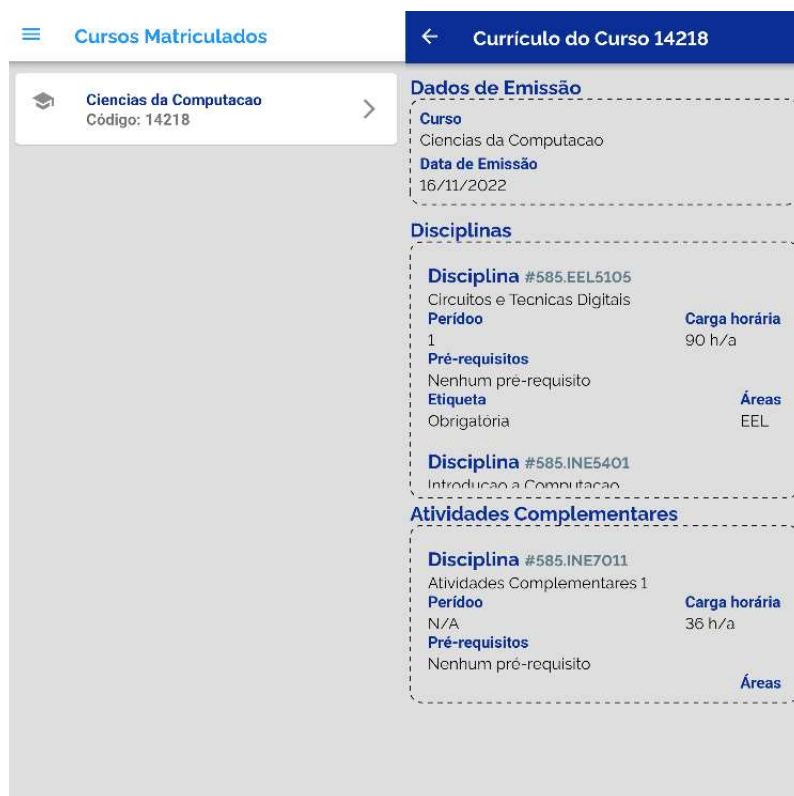 Cursos Matriculados
Ciencias da Computacao
Código: 14218
Currículo do Curso 14218
Dados de Emissão
Curso
Ciencias da Computacao
Data de Emissão
16/11/2022
Disciplinas
Disciplina #585.EEL5105
Circuitos e Tecnicas Digitais
Perídoo Carga horária
1 90 h/a
Pré-requisitos
Nenhum pré-requisito
Etiqueta Áreas
Obrigatória EEL
Disciplina #585.INE5401
Introducao a Computacao
Atividades Complementares
Disciplina #585.INE7011
Atividades Complementares 1
Perídoo Carga horária
N/A 36 h/a
Pré-requisitos
Nenhum pré-requisito
Áreas